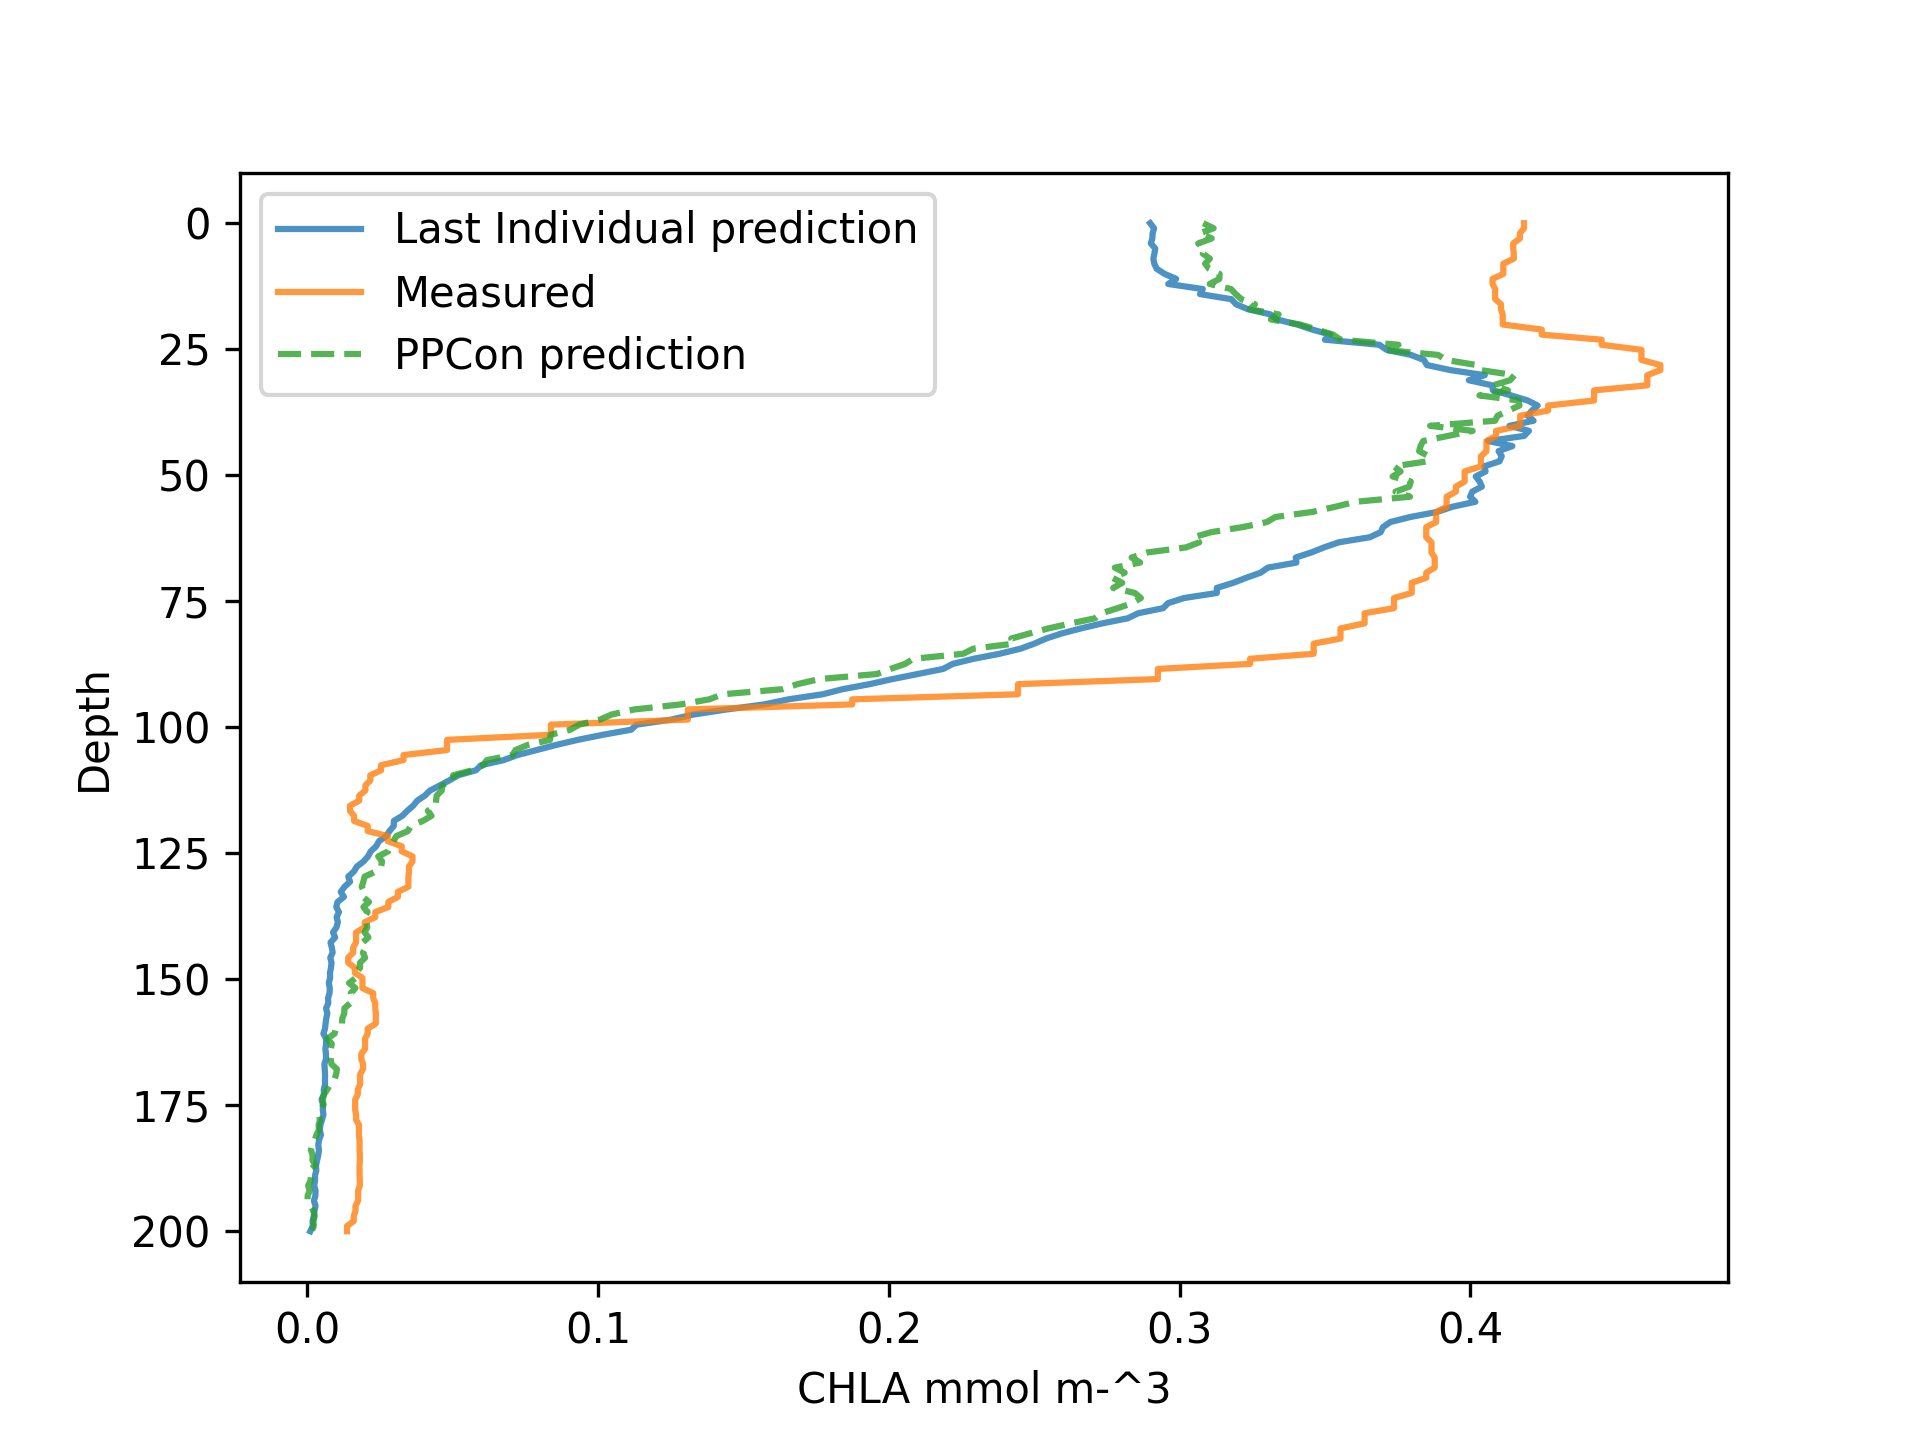 Last Individual prediction
Measured
PPCon prediction
0
25
50
75
100
125
150
175
200
Depth
0.0 0.1 0.2 0.3 0.4
CHLA mmol m-^3